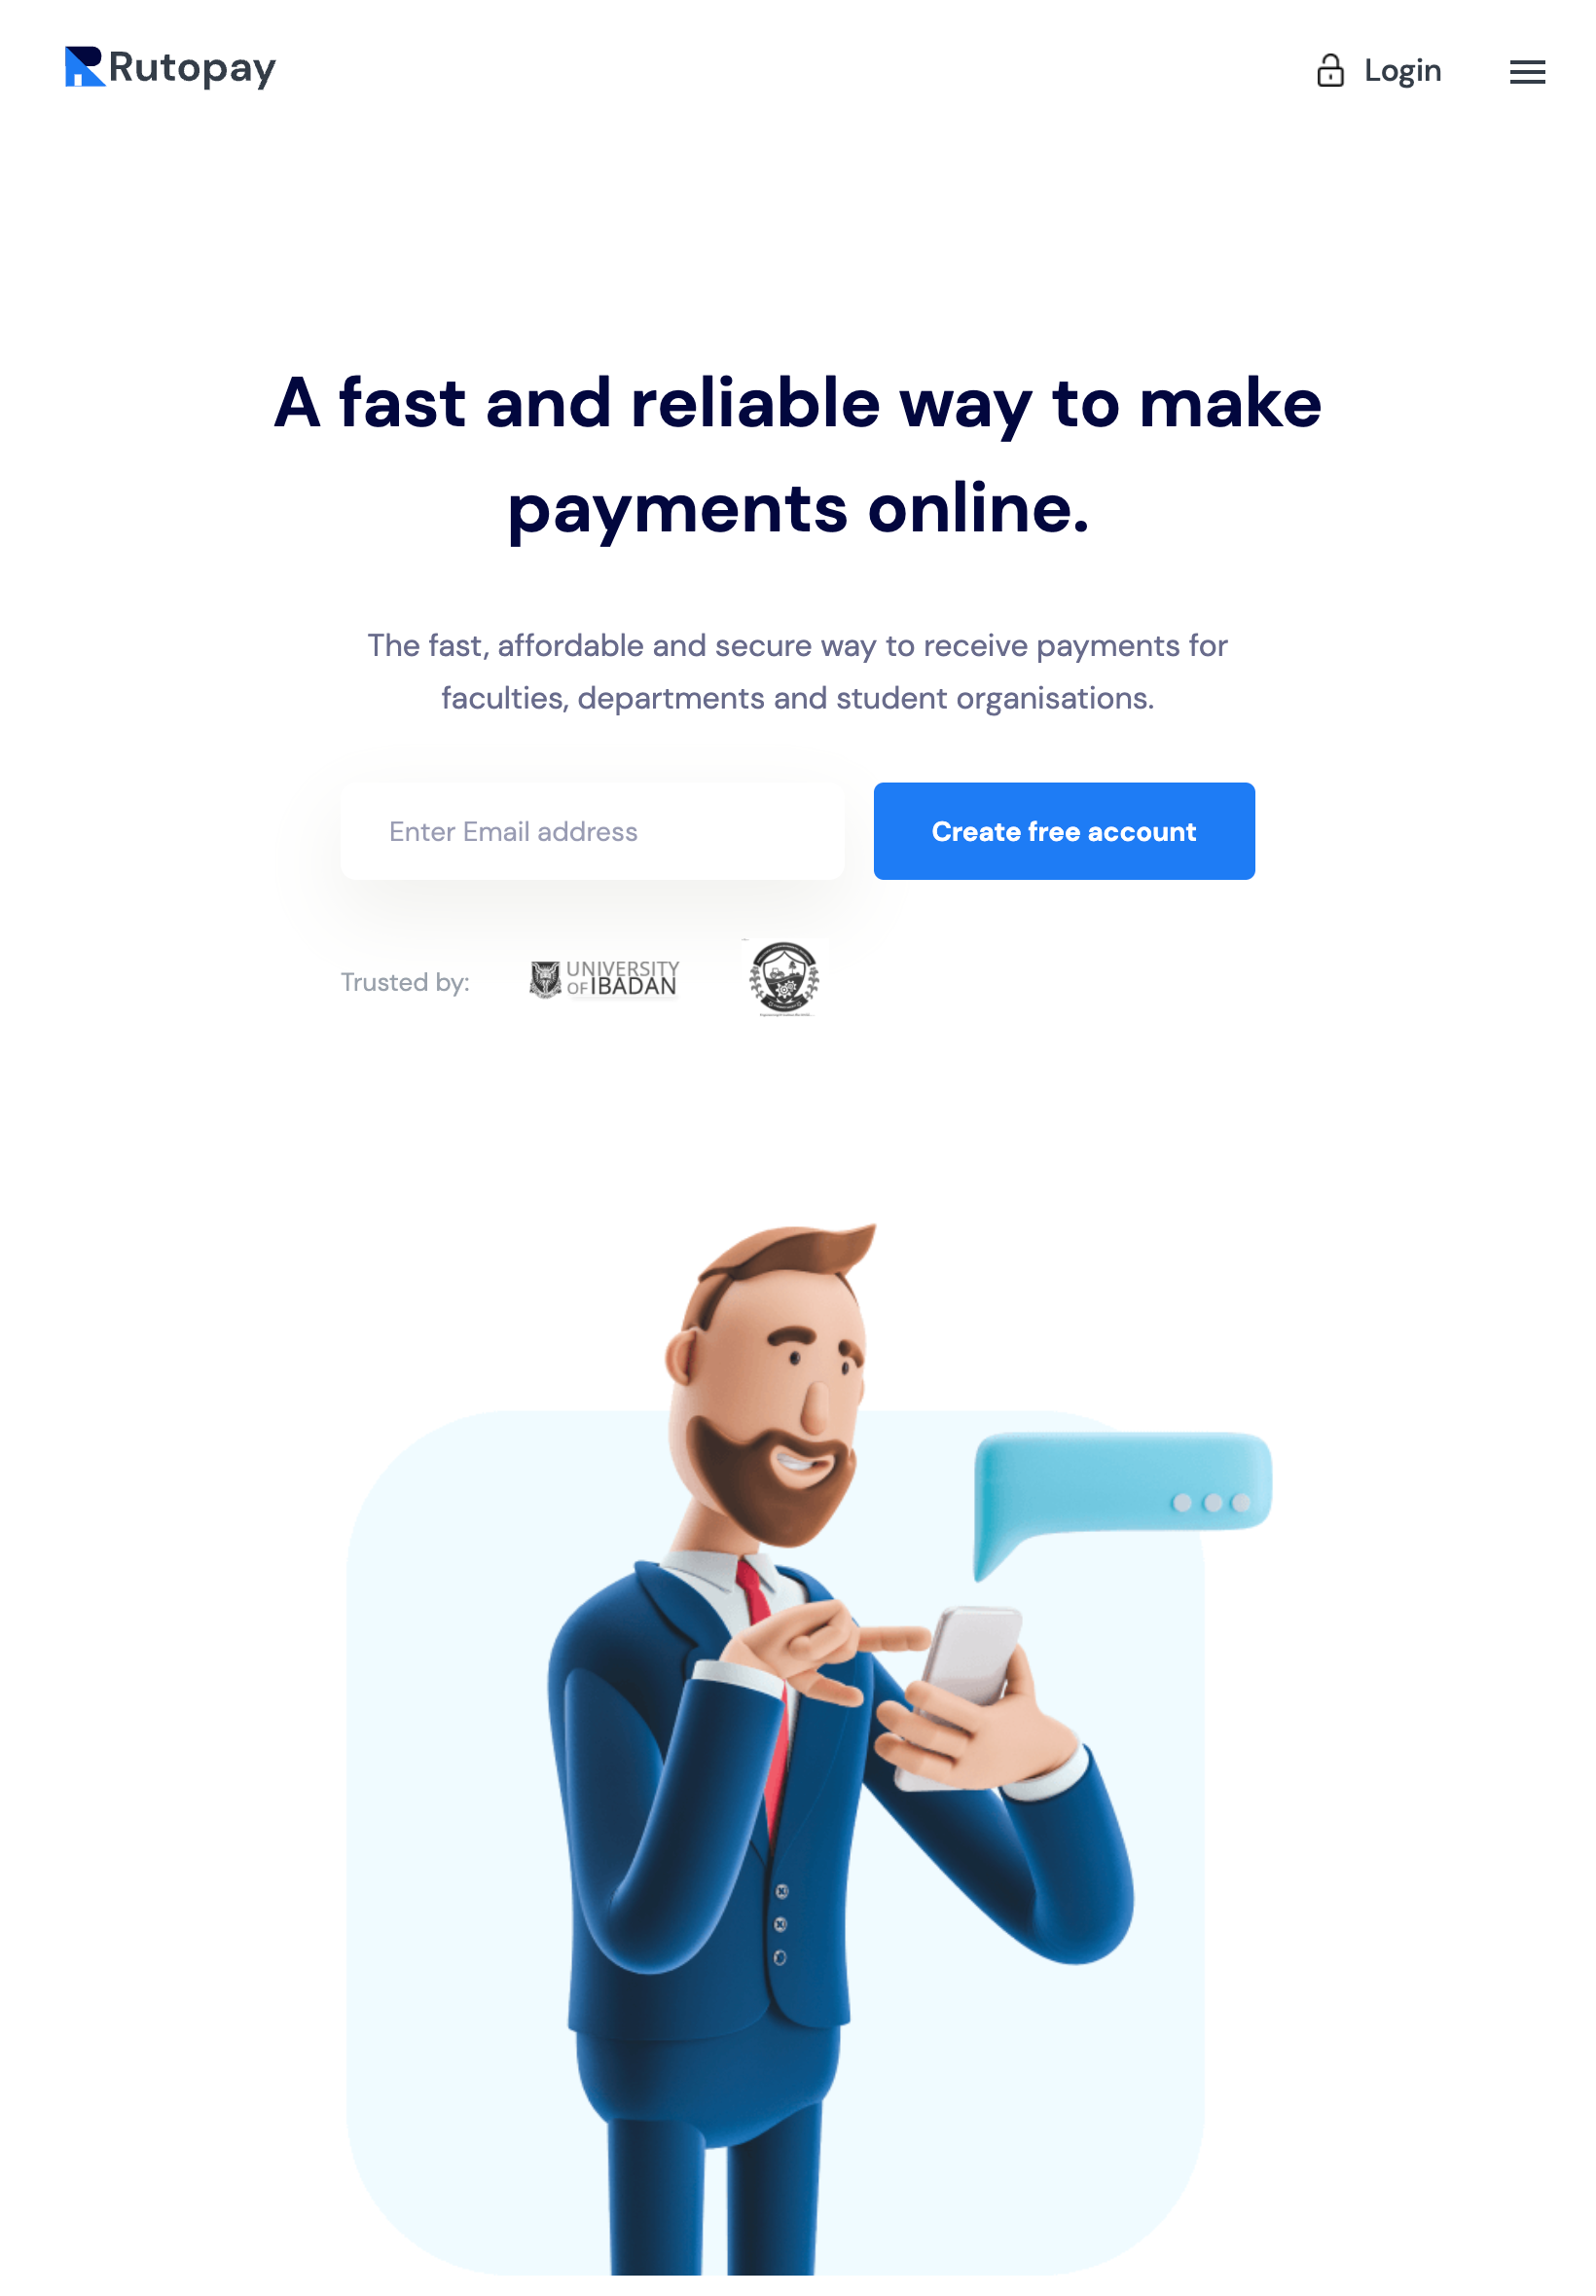 Rutopay
Login
A fast and reliable way to make
payments online.
The fast, affordable and secure way to receive payments for
faculties, departments and student organisations.
Enter Email address
Create free account
Trusted by:
UNIVERSITY
OF IBADAN